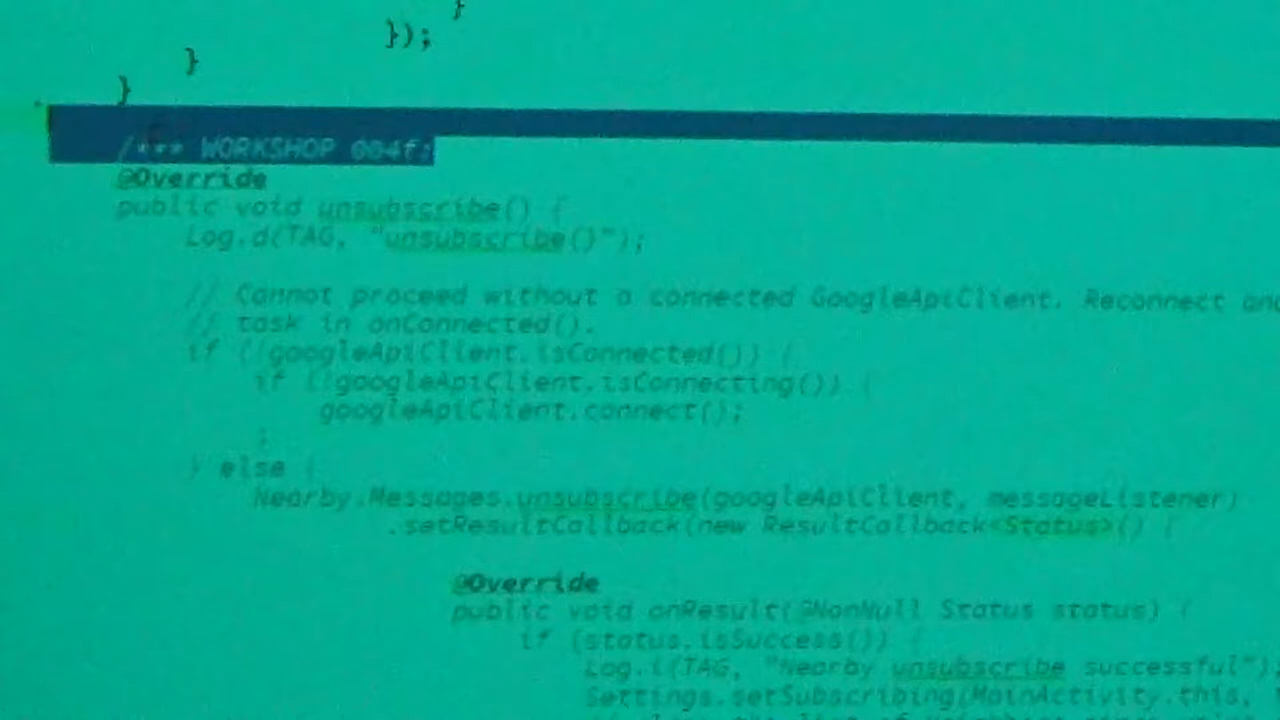 }
});
}
}
/*** WORKSHOP 004f:
@Override
public void unsubscribe() {
Log.d(TAG, "unsubscribe()");
// Cannot proceed without a connected GoogleApiClient. Reconnect and
// task in onConnected().
if (!googleApiClient.isConnected()) {
if (!googleApiClient.isConnecting()) {
googleApiClient.connect();
}
} else {
Nearby.Messages.unsubscribe(googleApiClient, messageListener)
.setResultCallback(new ResultCallback<Status>() {
@Override
public void onResult(@NonNull Status status) {
if (status.isSuccess()) {
Log.i(TAG, "Nearby unsubscribe successful");
Settings.setSubscribing(MainActivity.this,